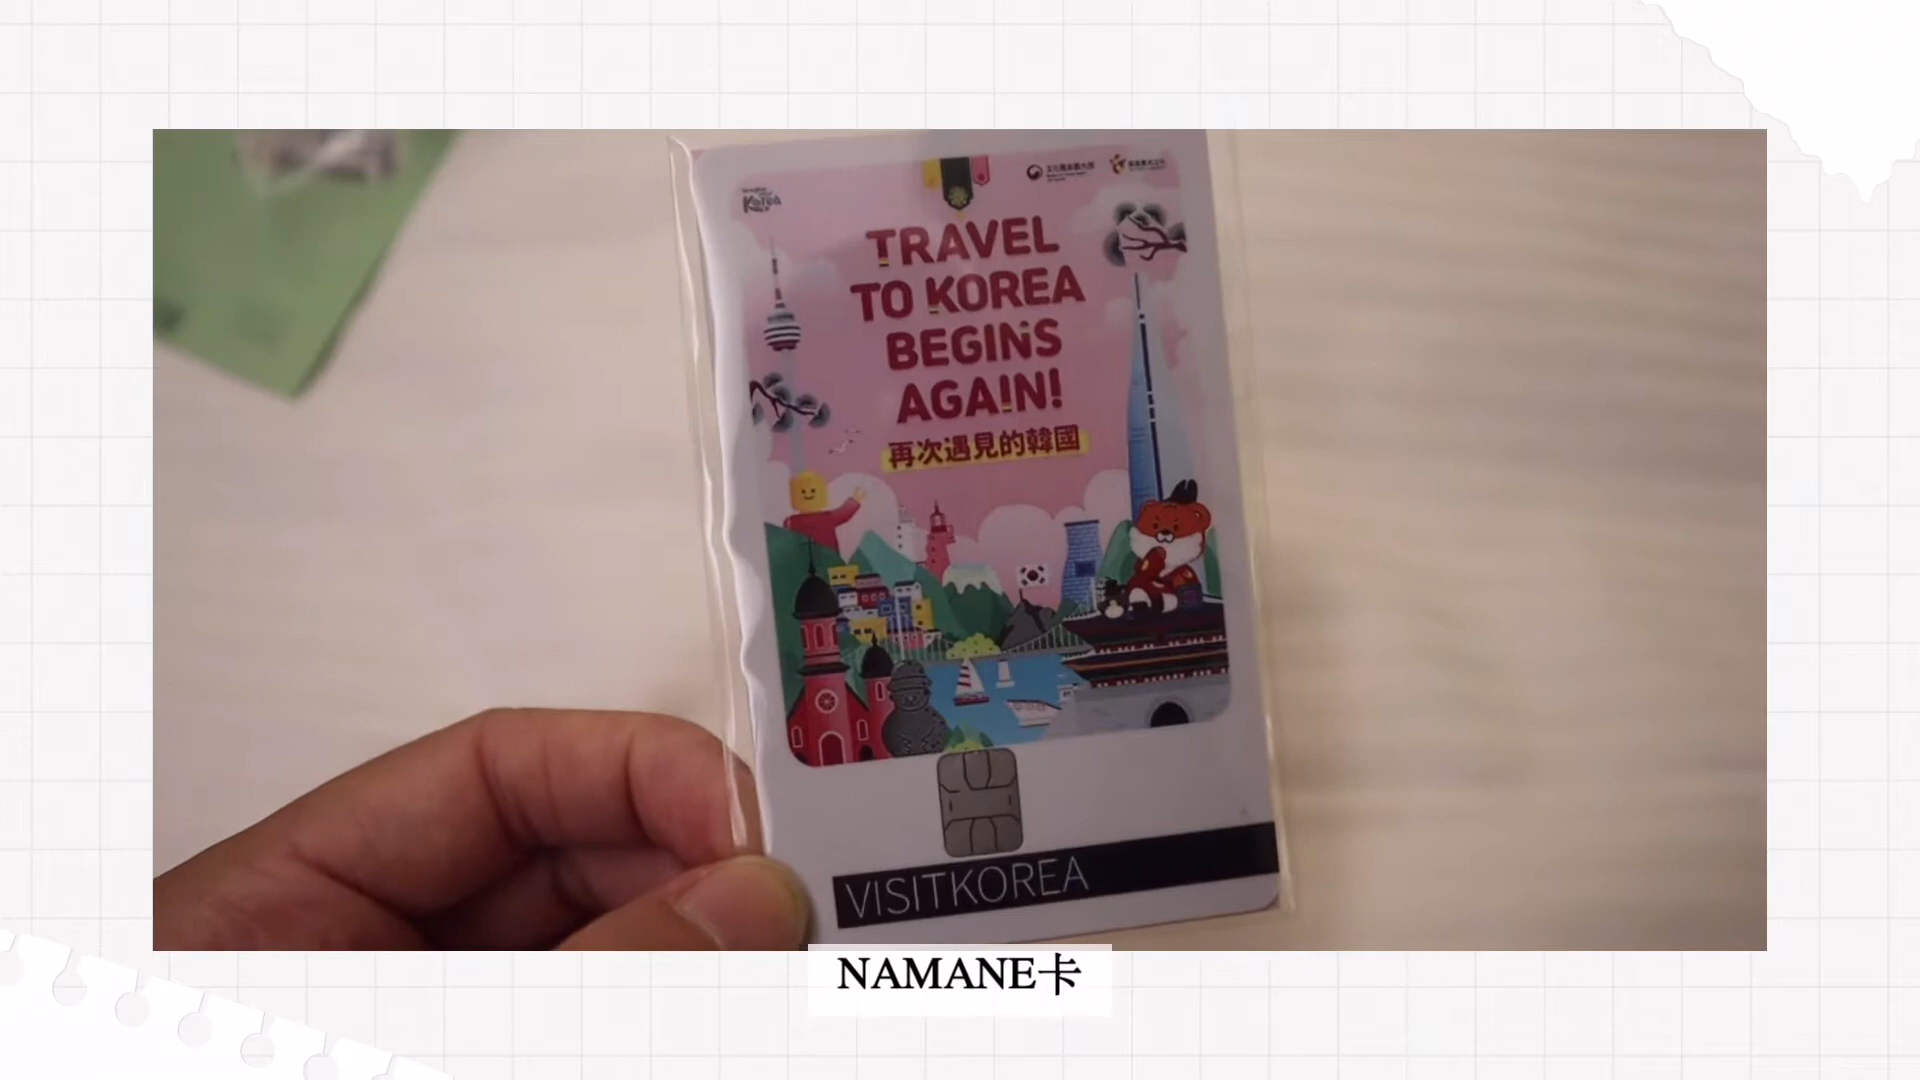 Korea
TRAVEL
TO KOREA
BEGINS
AGAIN!
再次遇見的韓國
VISITKOREA
NAMANE卡